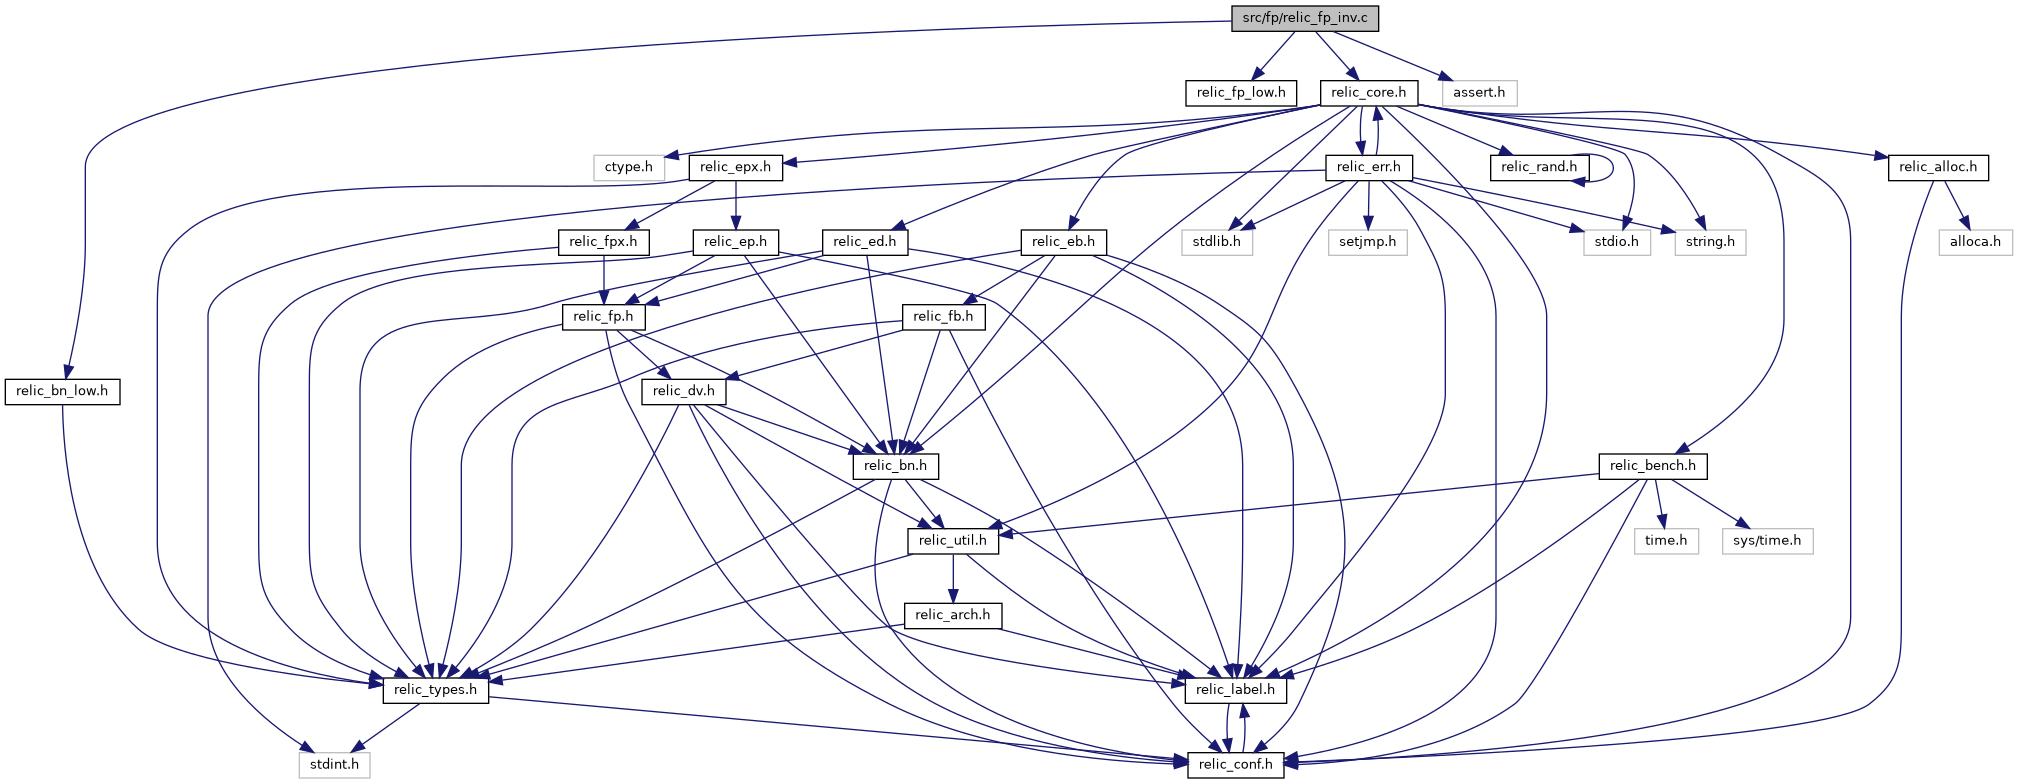 src/fp/relic_fp_inv.c
relic_fp_low.h
relic_core.h
assert.h
ctype.h
relic_epx.h
relic_err.h
relic_rand.h
relic_alloc.h
relic_fpx.h
relic_ep.h
relic_ed.h
relic_eb.h
stdlib.h
setjmp.h
stdio.h
string.h
alloca.h
relic_fp.h
relic_fb.h
relic_bn_low.h
relic_dv.h
relic_bn.h
relic_bench.h
relic_util.h
time.h
sys/time.h
relic_arch.h
relic_types.h
relic_label.h
stdint.h
relic_conf.h